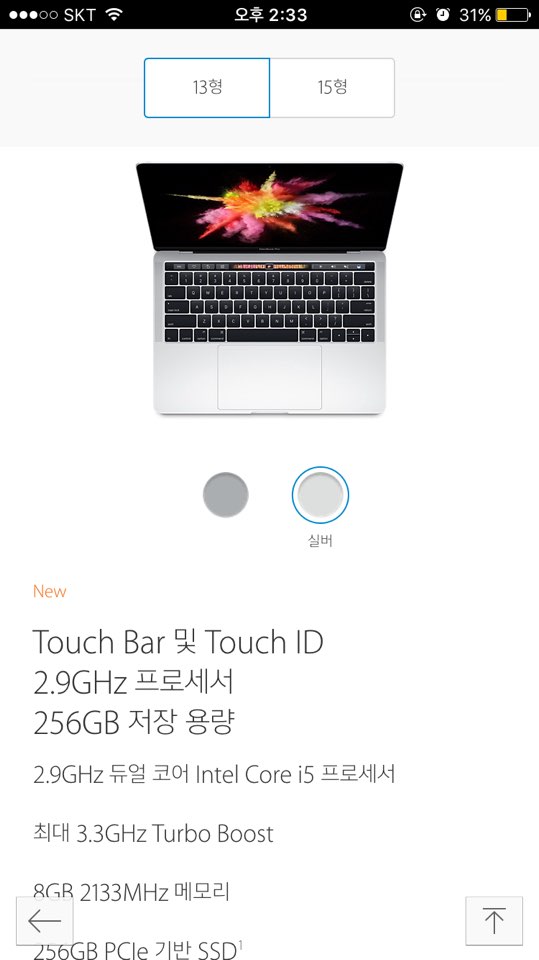 SKT 오후 2:33 31%
13형 15형
실버
New
Touch Bar 및 Touch ID
2.9GHz 프로세서
256GB 저장 용량
2.9GHz 듀얼 코어 Intel Core i5 프로세서
최대 3.3GHz Turbo Boost
8GB 2133MHz 메모리
256GB PCIe 기반 SSD1